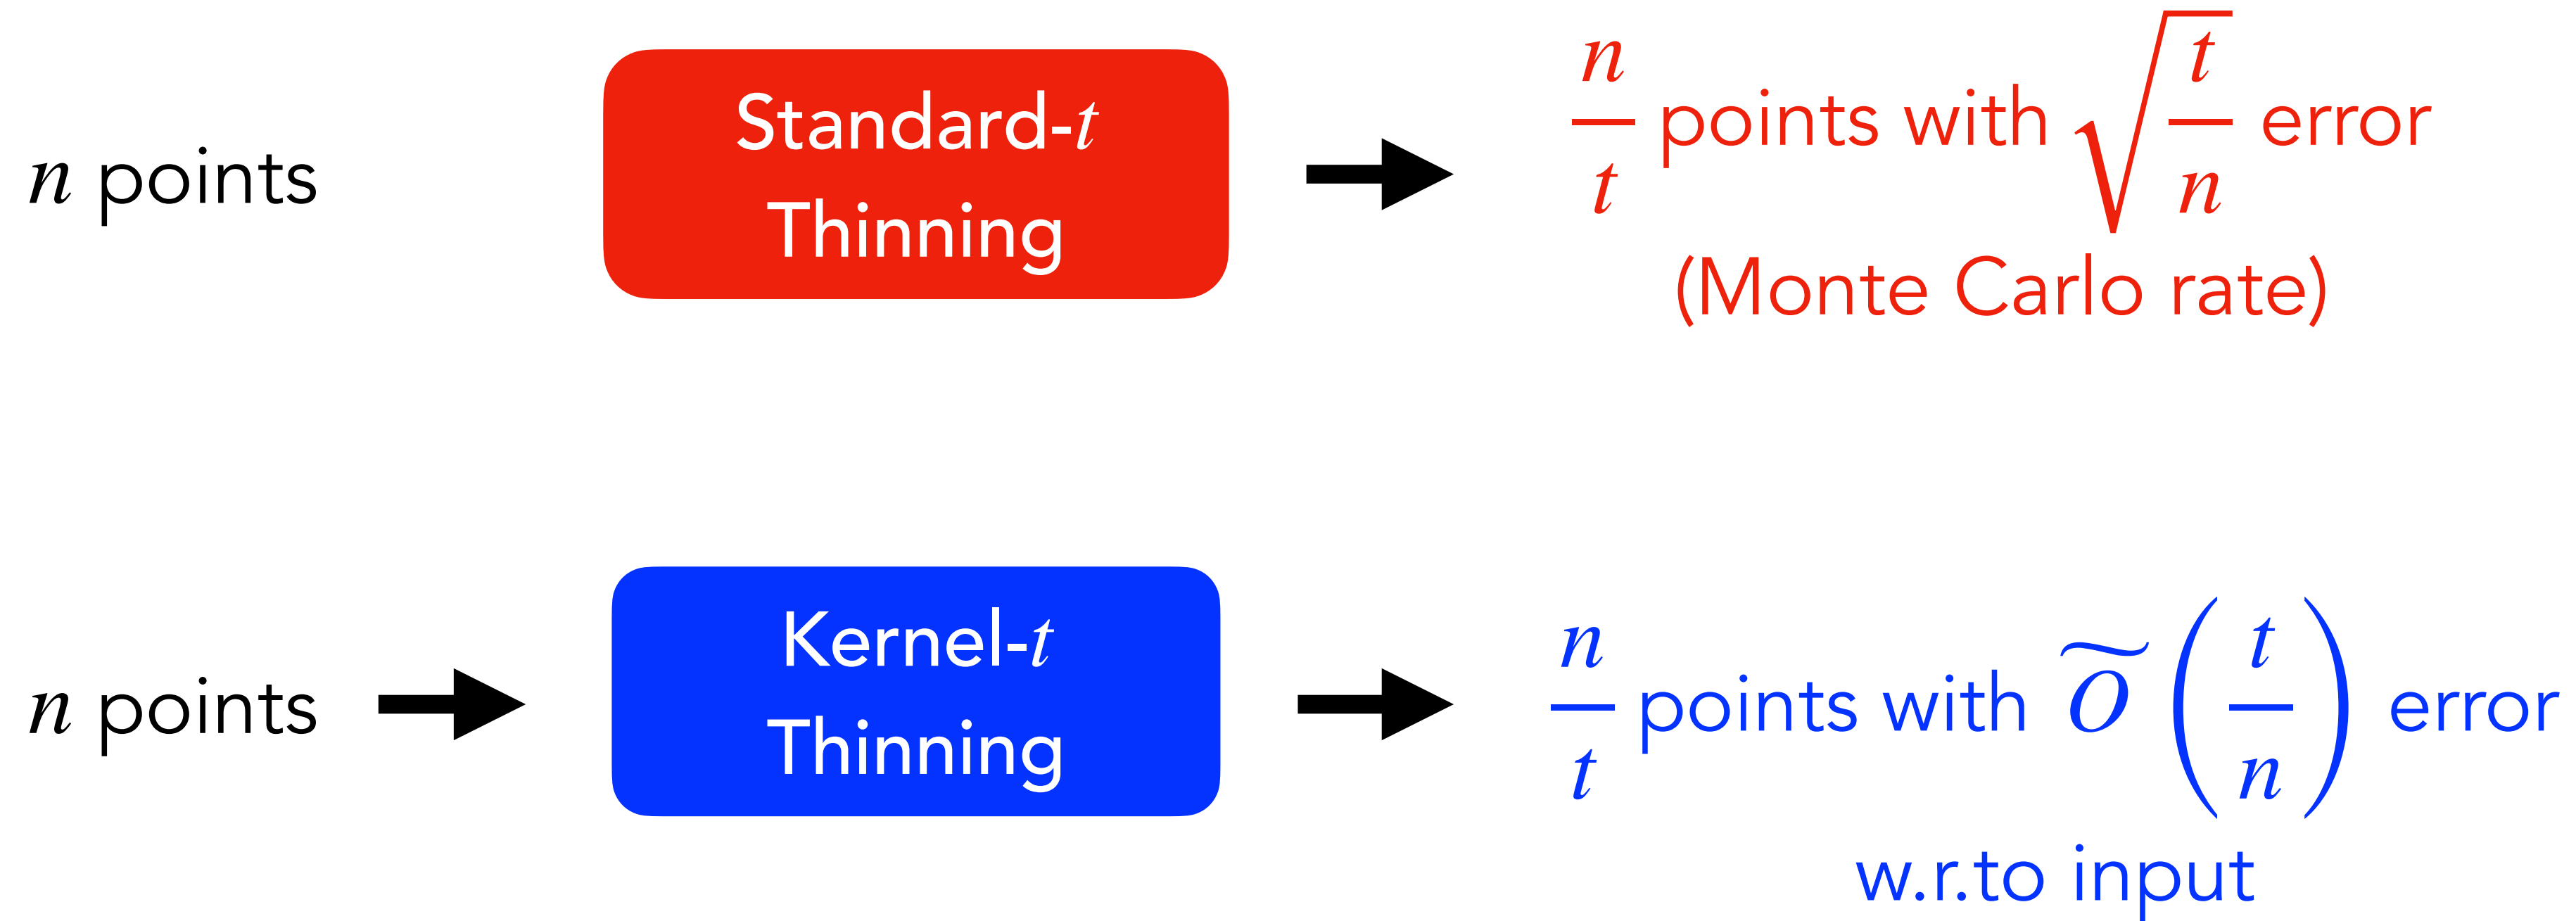 n points
Standard-t
Thinning
n/t points with √(t/n) error
(Monte Carlo rate)
n points
Kernel-t
Thinning
n/t points with Õ(t/n) error
w.r.to input